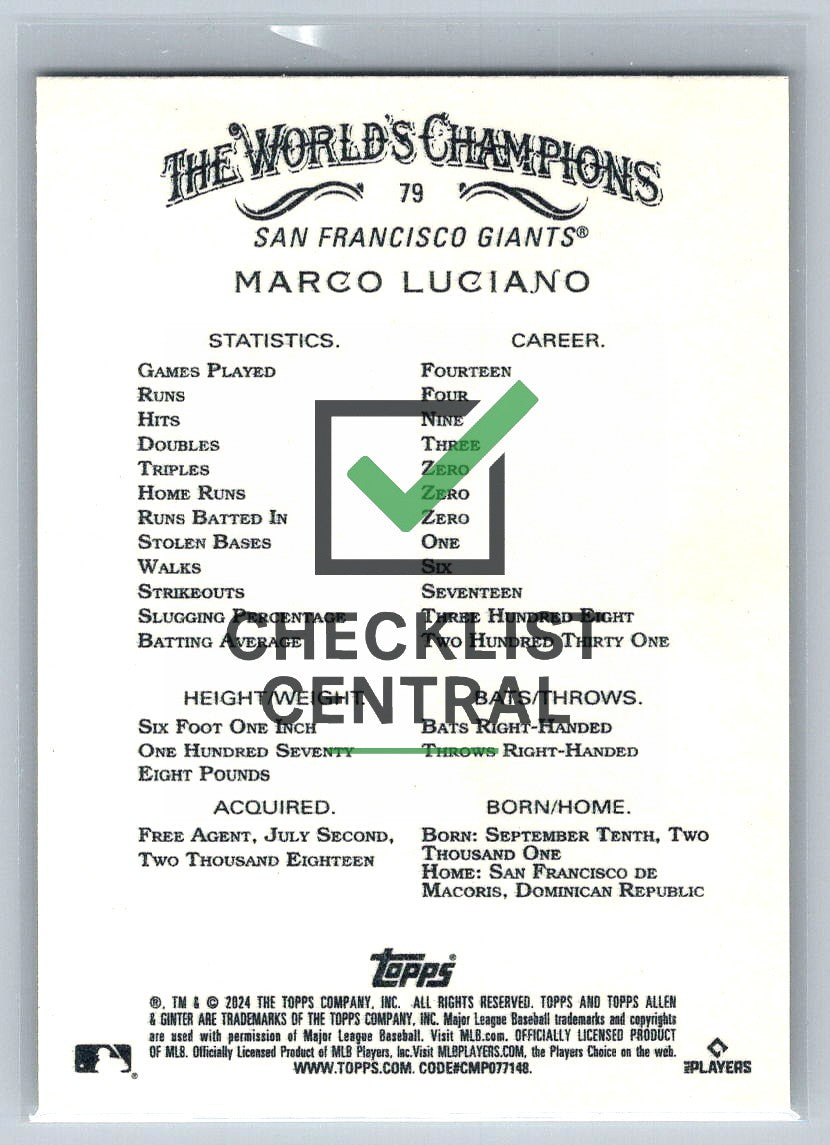 THE WORLD'S CHAMPIONS
79
SAN FRANCISCO GIANTS®
MARCO LUCIANO
STATISTICS. CAREER.
GAMES PLAYED FOURTEEN
RUNS FOUR
HITS NINE
DOUBLES THREE
TRIPLES ZERO
HOME RUNS ZERO
RUNS BATTED IN ZERO
STOLEN BASES ONE
WALKS SIX
STRIKEOUTS SEVENTEEN
SLUGGING PERCENTAGE THREE HUNDRED EIGHT
BATTING AVERAGE TWO HUNDRED THIRTY ONE
CHECKLIST
CENTRAL
HEIGHT/WEIGHT. BATS/THROWS.
SIX FOOT ONE INCH BATS RIGHT-HANDED
ONE HUNDRED SEVENTY THROWS RIGHT-HANDED
EIGHT POUNDS
ACQUIRED. BORN/HOME.
FREE AGENT, JULY SECOND, BORN: SEPTEMBER TENTH, TWO
TWO THOUSAND EIGHTEEN THOUSAND ONE
HOME: SAN FRANCISCO DE
MACORIS, DOMINICAN REPUBLIC
TOPPS®
®, TM & © 2024 THE TOPPS COMPANY, INC. ALL RIGHTS RESERVED. TOPPS AND TOPPS ALLEN
& GINTER ARE TRADEMARKS OF THE TOPPS COMPANY, INC. Major League Baseball trademarks and copyrights
are used with permission of Major League Baseball. Visit MLB.com. OFFICIALLY LICENSED PRODUCT
OF MLB. Officially Licensed Product of MLB Players, Inc.Visit MLBPLAYERS.COM, the Players Choice on the web.
WWW.TOPPS.COM. CODE#CMP077148.
MLBPLAYERS